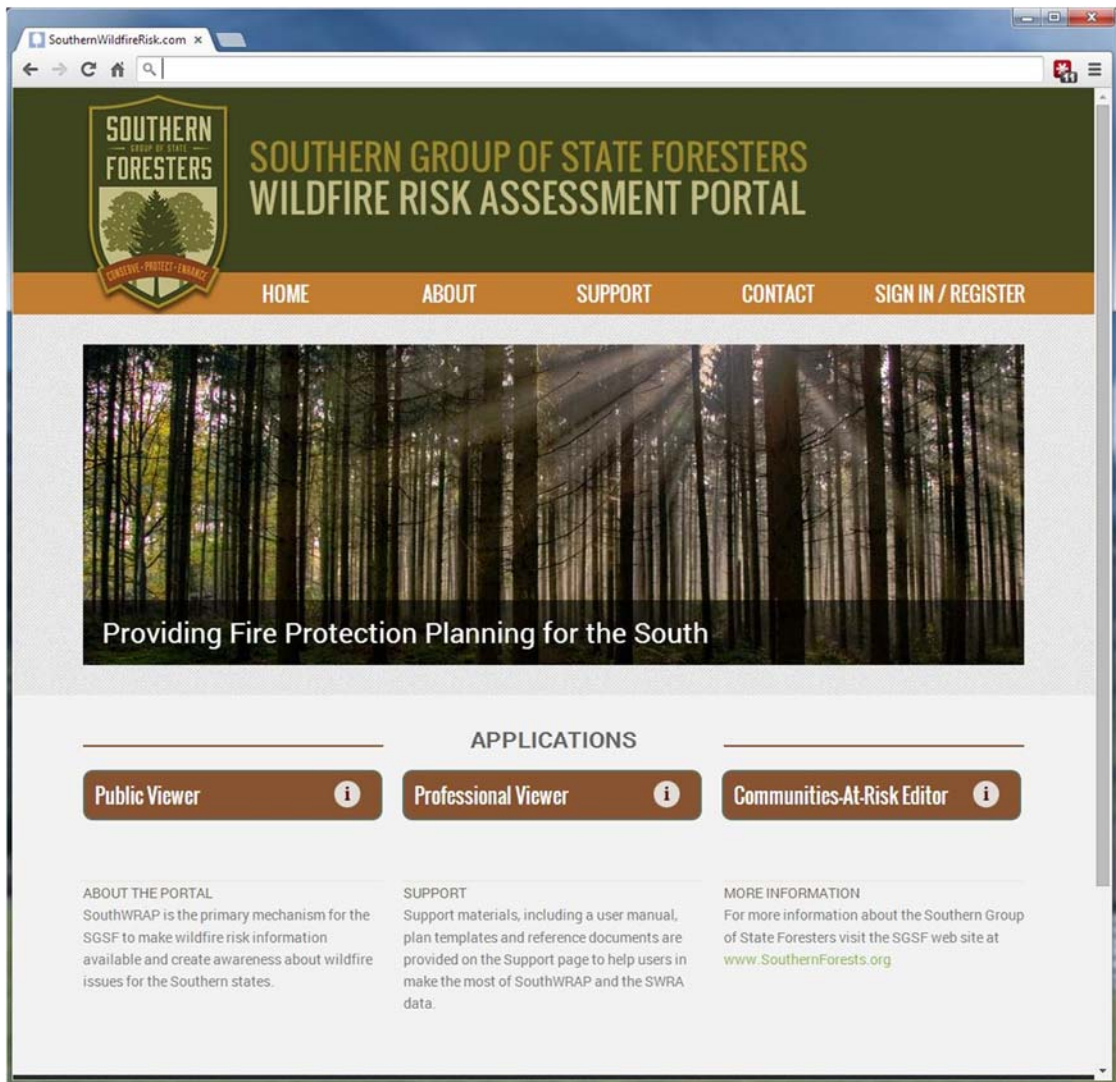 SouthernWildfireRisk.com
11
SOUTHERN
GROUP OF STATE
FORESTERS
CONSERVE · PROTECT · ENHANCE
SOUTHERN GROUP OF STATE FORESTERS
WILDFIRE RISK ASSESSMENT PORTAL
HOME
ABOUT
SUPPORT
CONTACT
SIGN IN / REGISTER
Providing Fire Protection Planning for the South
APPLICATIONS
Public Viewer i
Professional Viewer i
Communities-At-Risk Editor i
ABOUT THE PORTAL
SouthWRAP is the primary mechanism for the
SGSF to make wildfire risk information
available and create awareness about wildfire
issues for the Southern states.
SUPPORT
Support materials, including a user manual,
plan templates and reference documents are
provided on the Support page to help users in
make the most of SouthWRAP and the SWRA
data.
MORE INFORMATION
For more information about the Southern Group
of State Foresters visit the SGSF web site at
www.SouthernForests.org